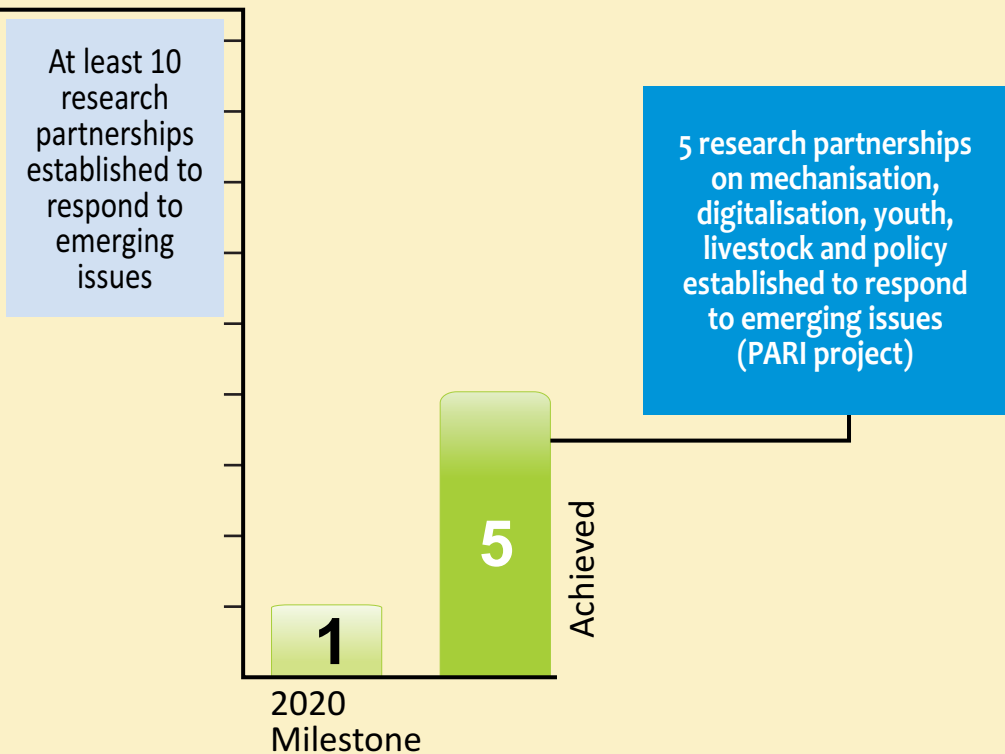 At least 10
research
partnerships
established to
respond to
emerging
issues
5 research partnerships
on mechanisation,
digitalisation, youth,
livestock and policy
established to respond
to emerging issues
(PARI project)
5
Achieved
1
2020
Milestone